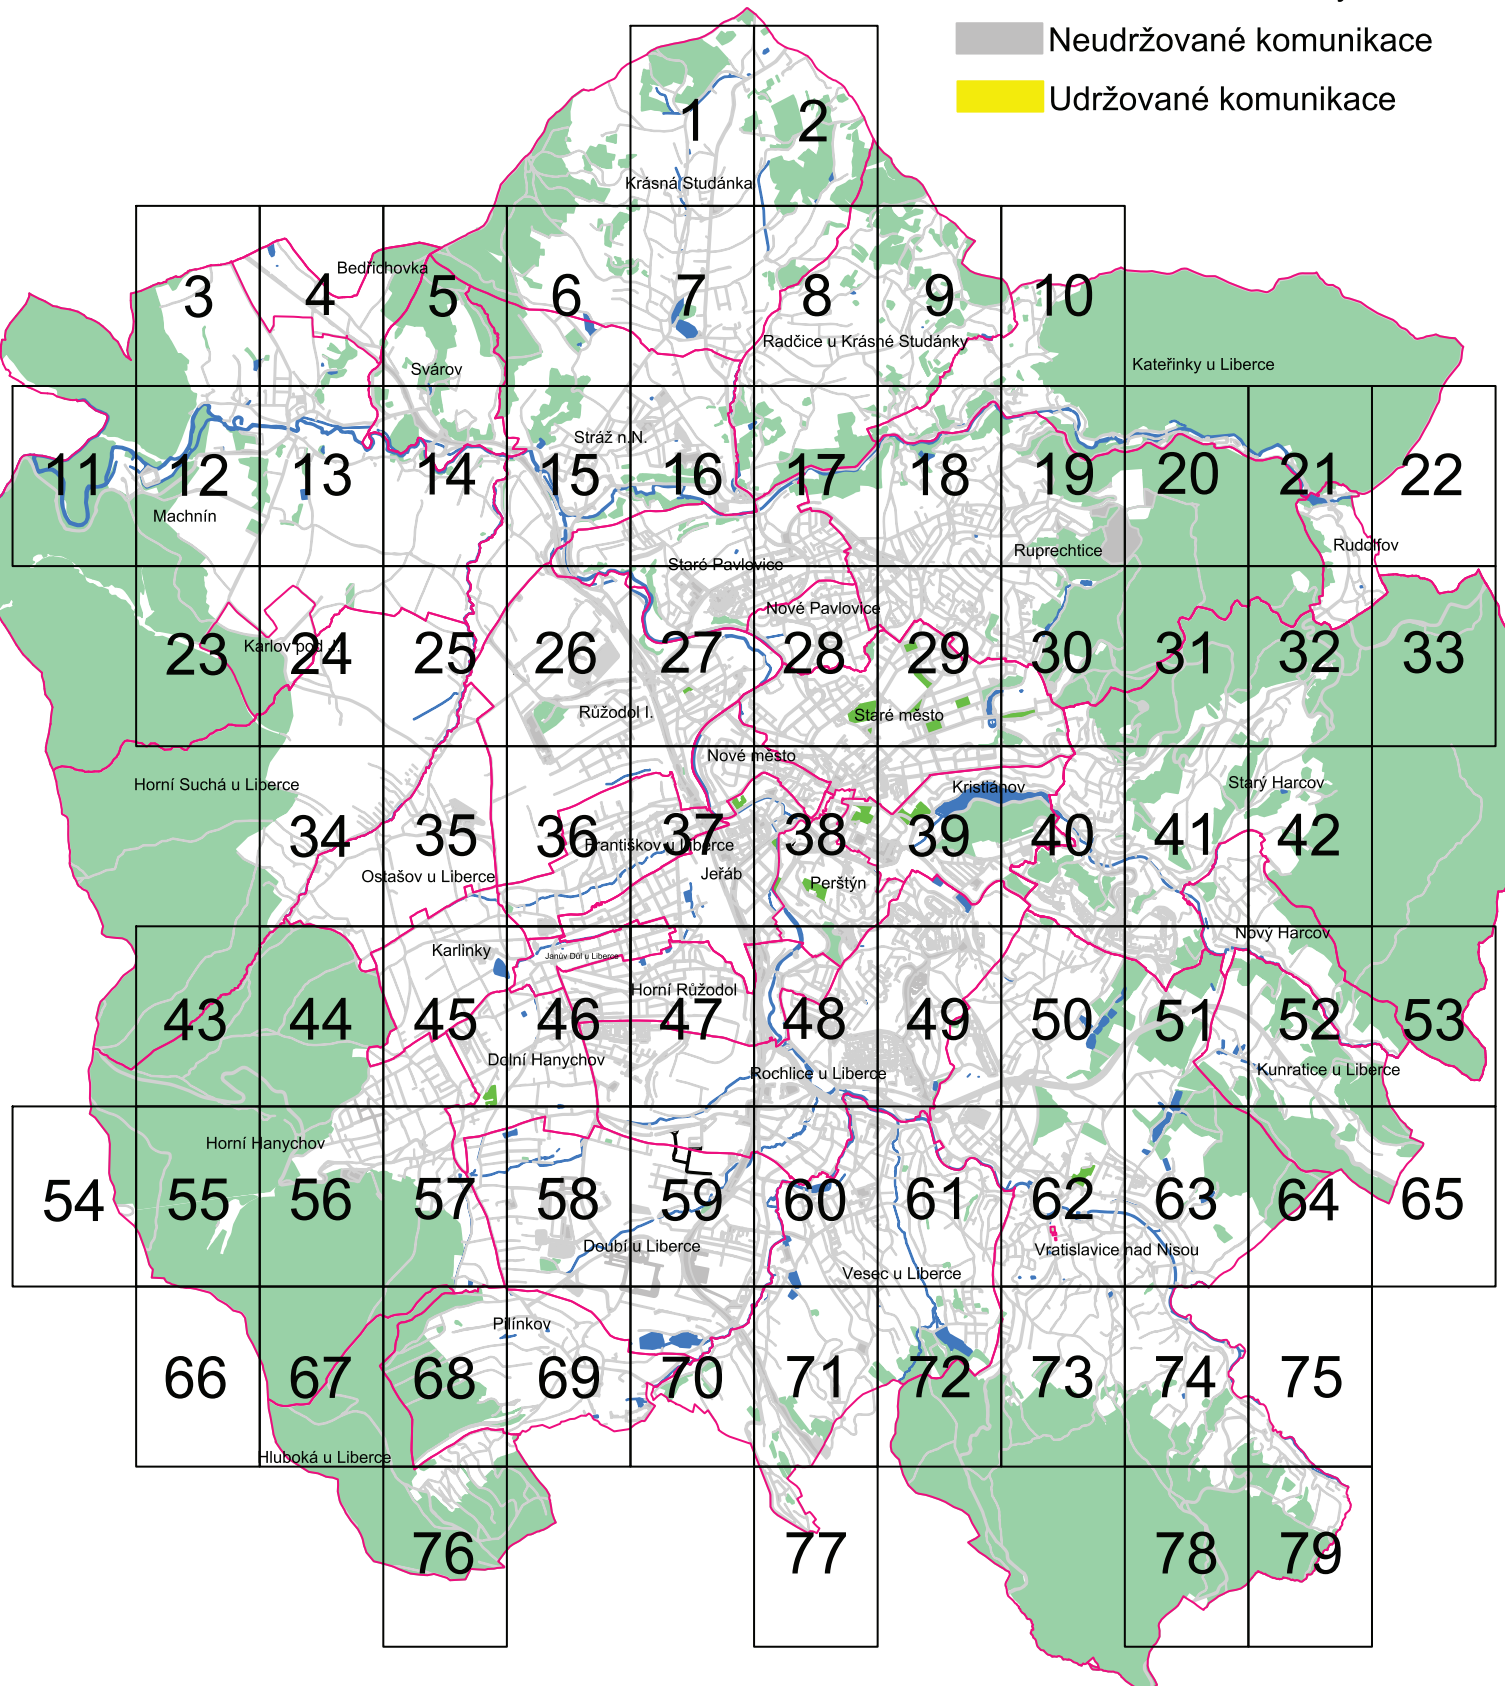 Neudržované komunikace
Udržované komunikace
1
2
Krásná Studánka
Bedřichovka
3
4
5
6
7
8
9
10
Radčice u Krásné Studánky
Kateřinky u Liberce
Svárov
Stráž n.N.
11
12
13
14
15
16
17
18
19
20
21
22
Machnín
Ruprechtice
Rudolfov
Staré Pavlovice
Nové Pavlovice
Karlov pod
23
24
25
26
27
28
29
30
31
32
33
Růžodol I.
Staré město
Nové město
Horní Suchá u Liberce
Kristiánov
Starý Harcov
34
35
36
37
38
39
40
41
42
Františkov u Liberce
Ostašov u Liberce
Jeřáb
Perštýn
Nový Harcov
Karlinky
Janův Důl u Liberce
Horní Růžodol
43
44
45
46
47
48
49
50
51
52
53
Dolní Hanychov
Rochlice u Liberce
Kunratice u Liberce
Horní Hanychov
54
55
56
57
58
59
60
61
62
63
64
65
Doubí u Liberce
Vratislavice nad Nisou
Vesec u Liberce
Pilínkov
66
67
68
69
70
71
72
73
74
75
Hluboká u Liberce
76
77
78
79